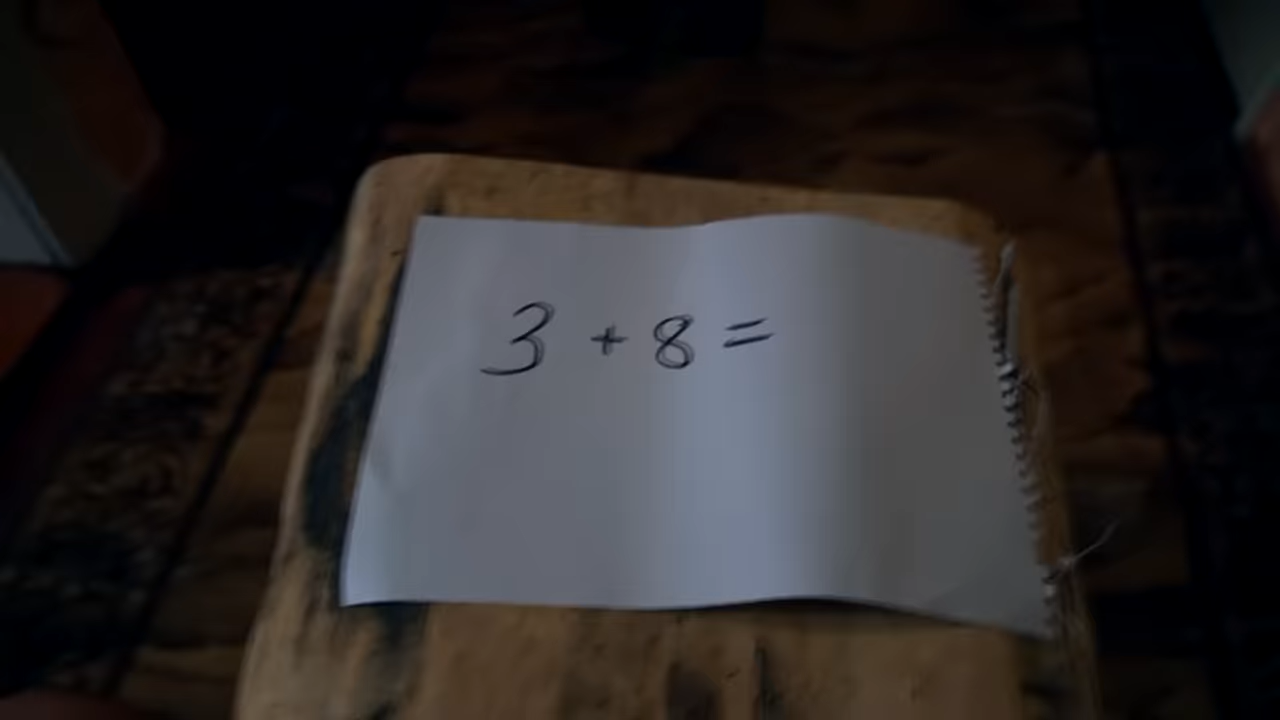 3 + 8 =